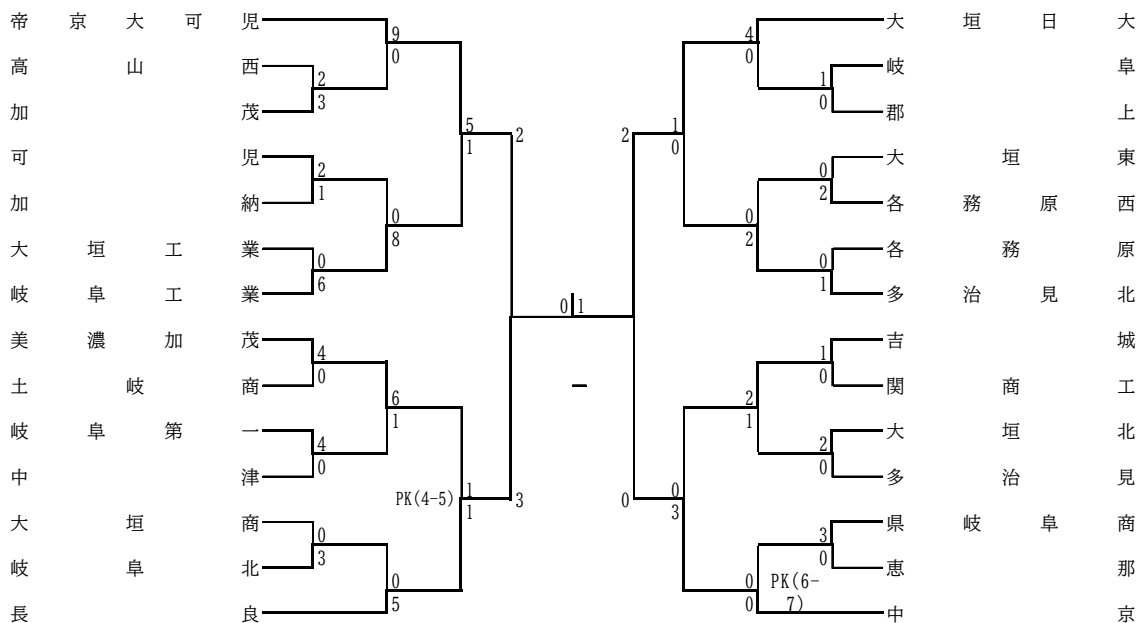 帝京大可児 9 4 大垣日大
0 0
高山西 2 1 岐阜
加茂 3 0 郡上
5 2 2 1
1 0
可児 2 0 大垣東
加納 1 2 各務原西
0 0
8 2
大垣工業 0 0 各務原
岐阜工業 6 1 多治見北
0 1
美濃加茂 4 1 吉城
土岐商 0 0 関商工
–
6 2
1 1
岐阜第一 4 2 大垣北
中津 0 0 多治見
PK(4-5) 1 3 0 0
1 3
大垣商 0 3 県岐阜商
岐阜北 3 0 恵那
0 0 PK(6-
5 0 7)
長良 中京